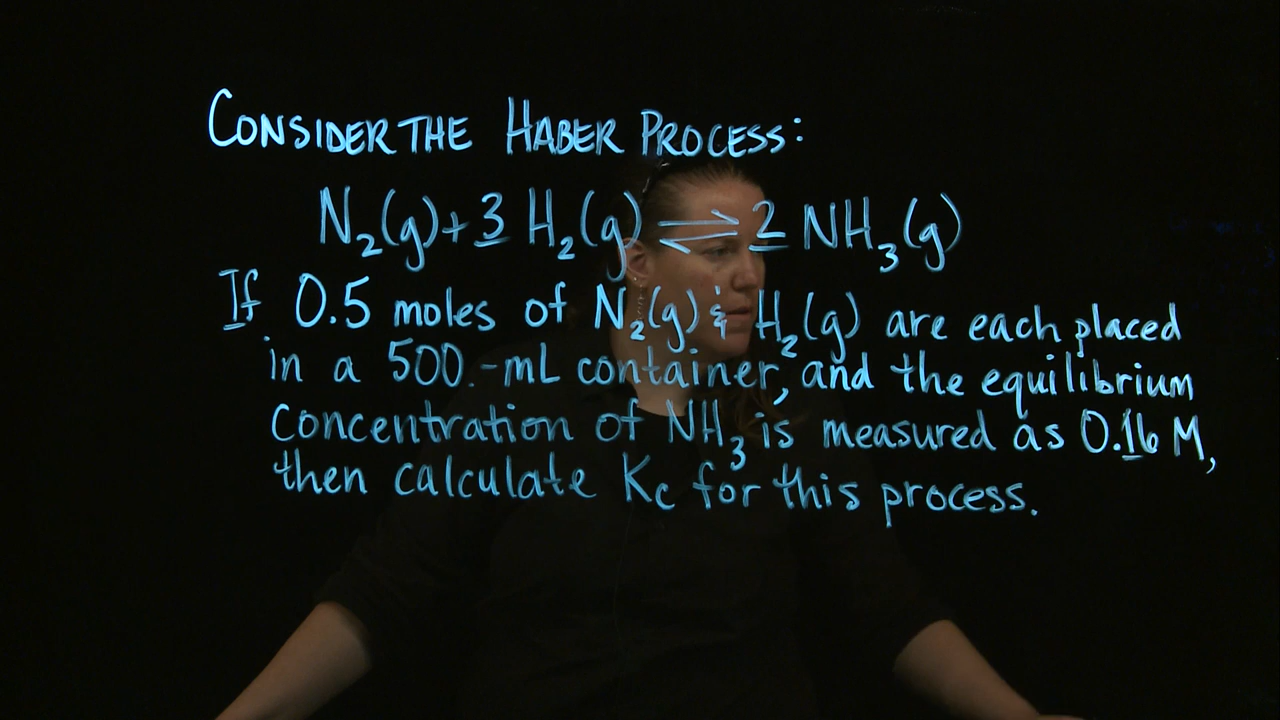 CONSIDER THE HABER PROCESS:
N₂(g) + 3 H₂(g) ⇌ 2 NH₃(g)
If 0.5 moles of N₂(g) & H₂(g) are each placed
in a 500.-mL container, and the equilibrium
concentration of NH₃ is measured as 0.16 M,
then calculate Kc for this process.